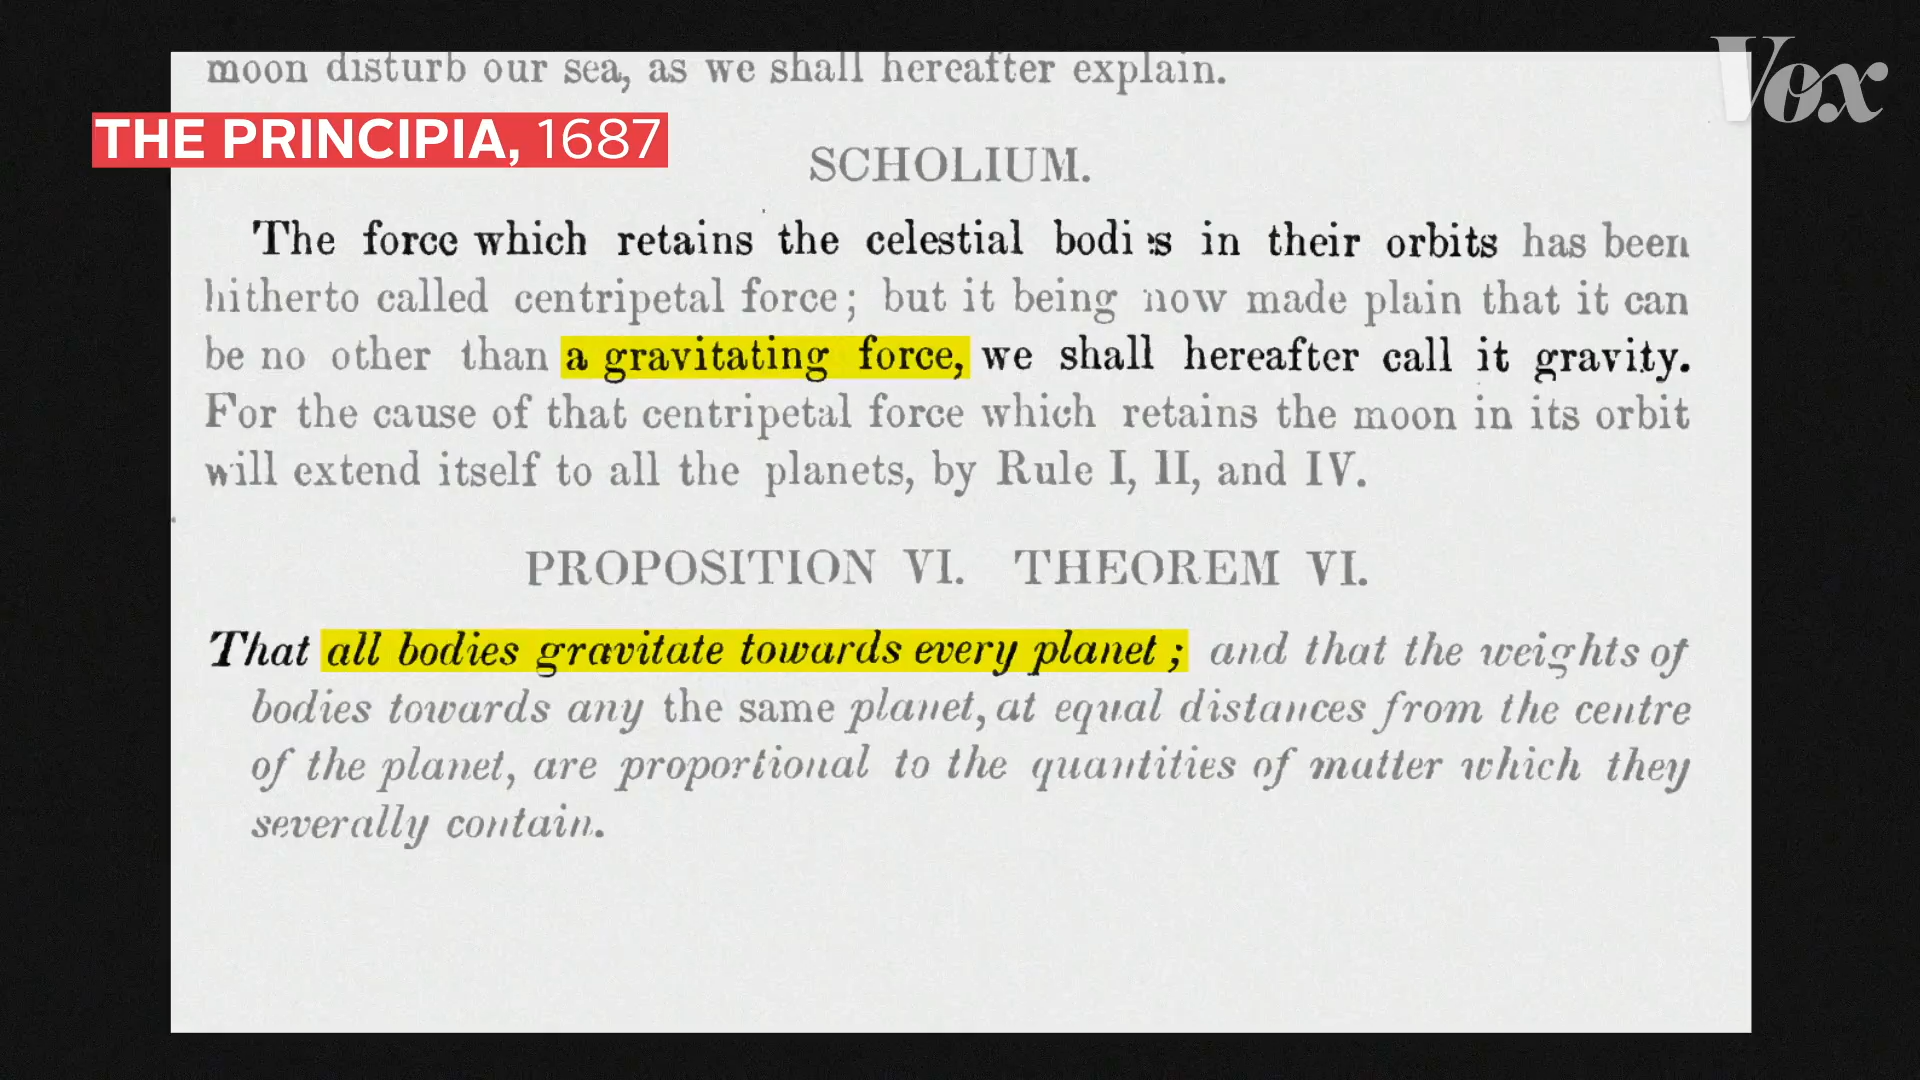 Vox
moon disturb our sea, as we shall hereafter explain.
THE PRINCIPIA, 1687
SCHOLIUM.
The force which retains the celestial bodies in their orbits has been
hitherto called centripetal force; but it being now made plain that it can
be no other than a gravitating force, we shall hereafter call it gravity.
For the cause of that centripetal force which retains the moon in its orbit
will extend itself to all the planets, by Rule I, II, and IV.
PROPOSITION VI. THEOREM VI.
That all bodies gravitate towards every planet; and that the weights of
bodies towards any the same planet, at equal distances from the centre
of the planet, are proportional to the quantities of matter which they
severally contain.